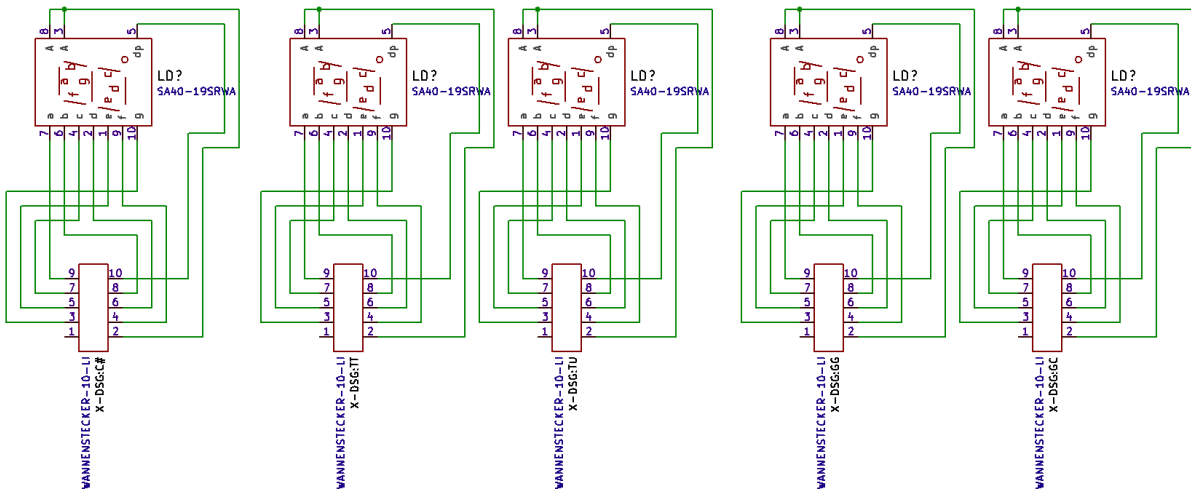 8 3 5
A A dp
a b f g e d c
LD?
SA40-19SRWA
a b c d e f g
7 6 4 2 1 9 10
9 10
7 8
5 6
3 4
1 2
WANNENSTECKER-10-LI
X-DSG:C#
8 3 5
A A dp
a b f g e d c
LD?
SA40-19SRWA
a b c d e f g
7 6 4 2 1 9 10
9 10
7 8
5 6
3 4
1 2
WANNENSTECKER-10-LI
X-DSG:TT
8 3 5
A A dp
a b f g e d c
LD?
SA40-19SRWA
a b c d e f g
7 6 4 2 1 9 10
9 10
7 8
5 6
3 4
1 2
WANNENSTECKER-10-LI
X-DSG:TU
8 3 5
A A dp
a b f g e d c
LD?
SA40-19SRWA
a b c d e f g
7 6 4 2 1 9 10
9 10
7 8
5 6
3 4
1 2
WANNENSTECKER-10-LI
X-DSG:GG
8 3 5
A A dp
a b f g e d c
LD?
SA40-19SRWA
a b c d e f g
7 6 4 2 1 9 10
9 10
7 8
5 6
3 4
1 2
WANNENSTECKER-10-LI
X-DSG:GC